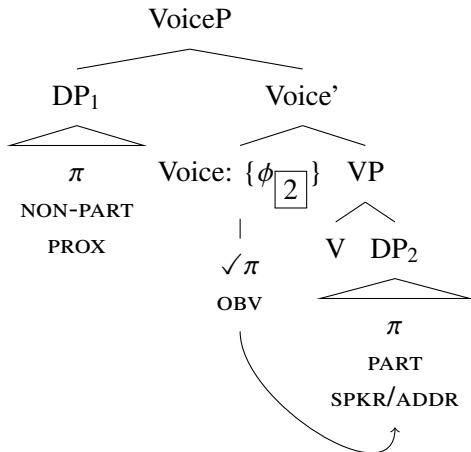 VoiceP
DP₁ Voice’
π Voice: {ϕ 2 } VP
NON-PART
PROX
✓π
OBV
V DP₂
π
PART
SPKR/ADDR